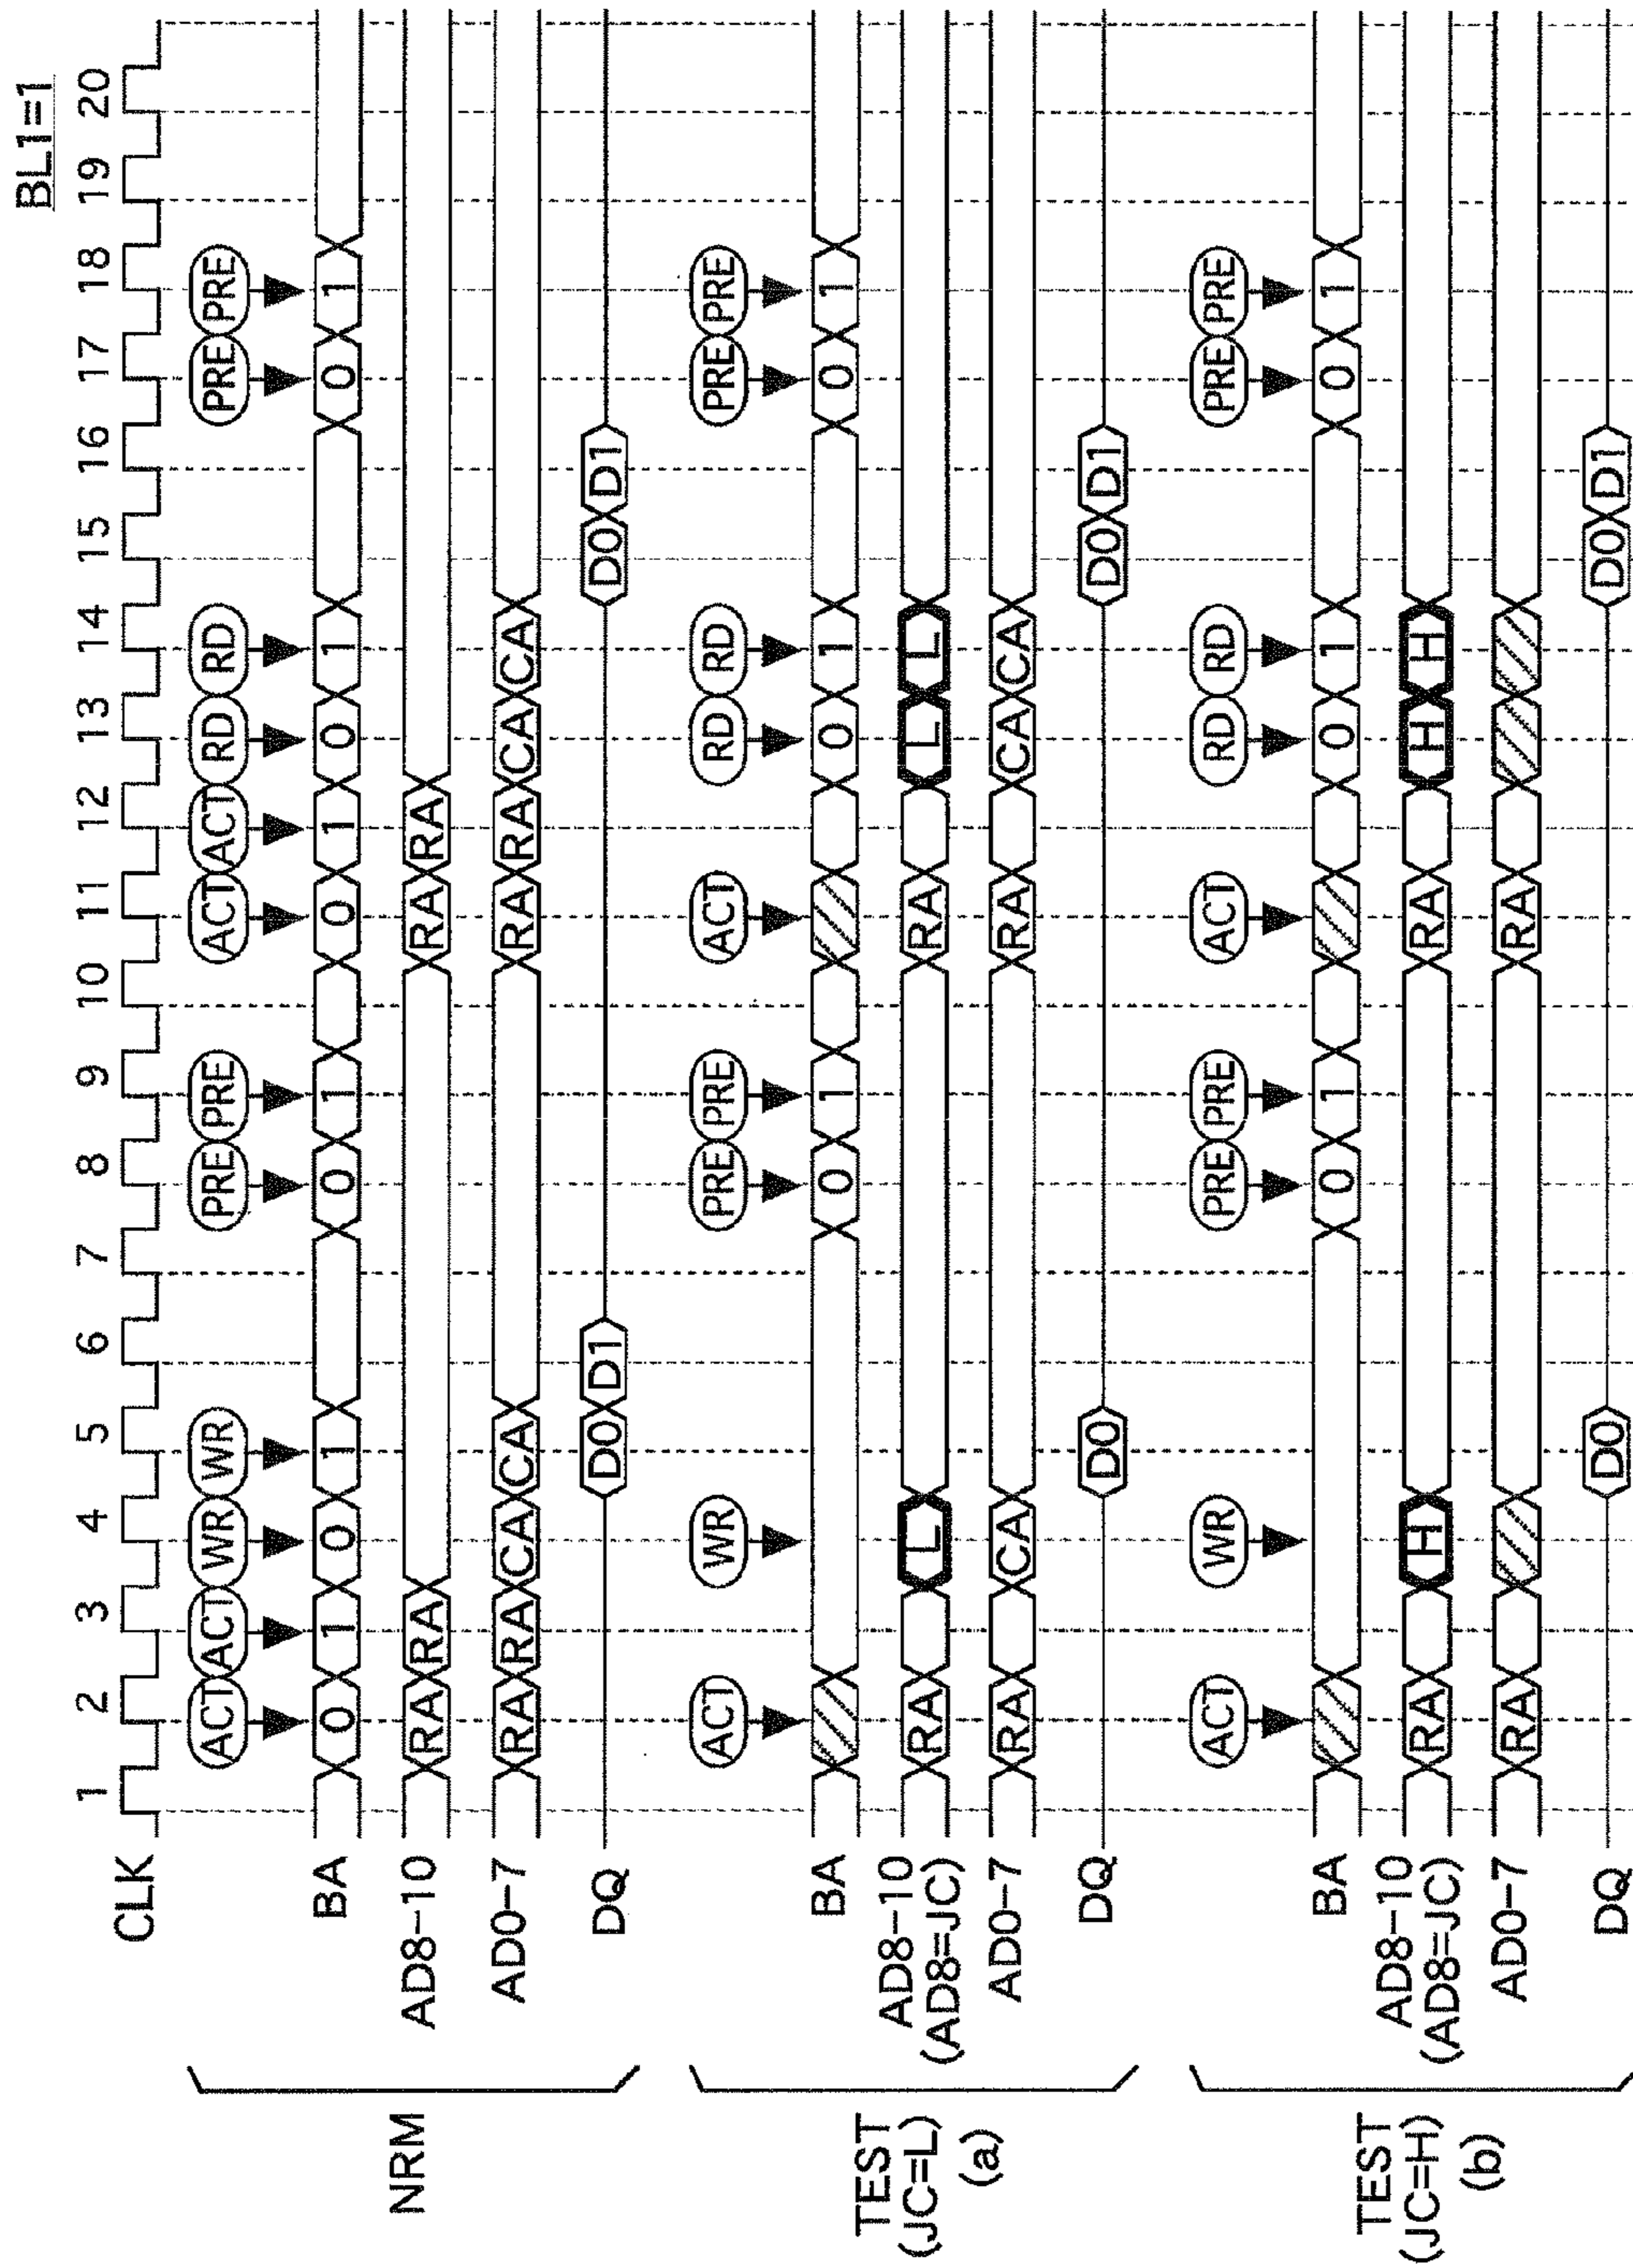 BL1=1
CLK 1 2 3 4 5 6 7 8 9 10 11 12 13 14 15 16 17 18 19 20
NRM
ACT ACT WR WR PRE PRE ACT ACT RD RD PRE PRE
BA 0 1 0 1 0 1 0 1 0 1 0 1
AD8-10 RA RA RA RA
AD0-7 RA RA CA CA RA RA CA CA
DQ D0 D1 D0 D1
TEST
(JC=L)
(a)
ACT WR PRE PRE ACT RD RD PRE PRE
BA 0 1 0 1 0 1
AD8-10
(AD8=JC) RA L RA L L
AD0-7 RA CA RA CA CA
DQ D0 D0 D1
TEST
(JC=H)
(b)
ACT WR PRE PRE ACT RD RD PRE PRE
BA 0 1 0 1 0 1
AD8-10
(AD8=JC) RA H RA H H
AD0-7 RA RA
DQ D0 D0 D1